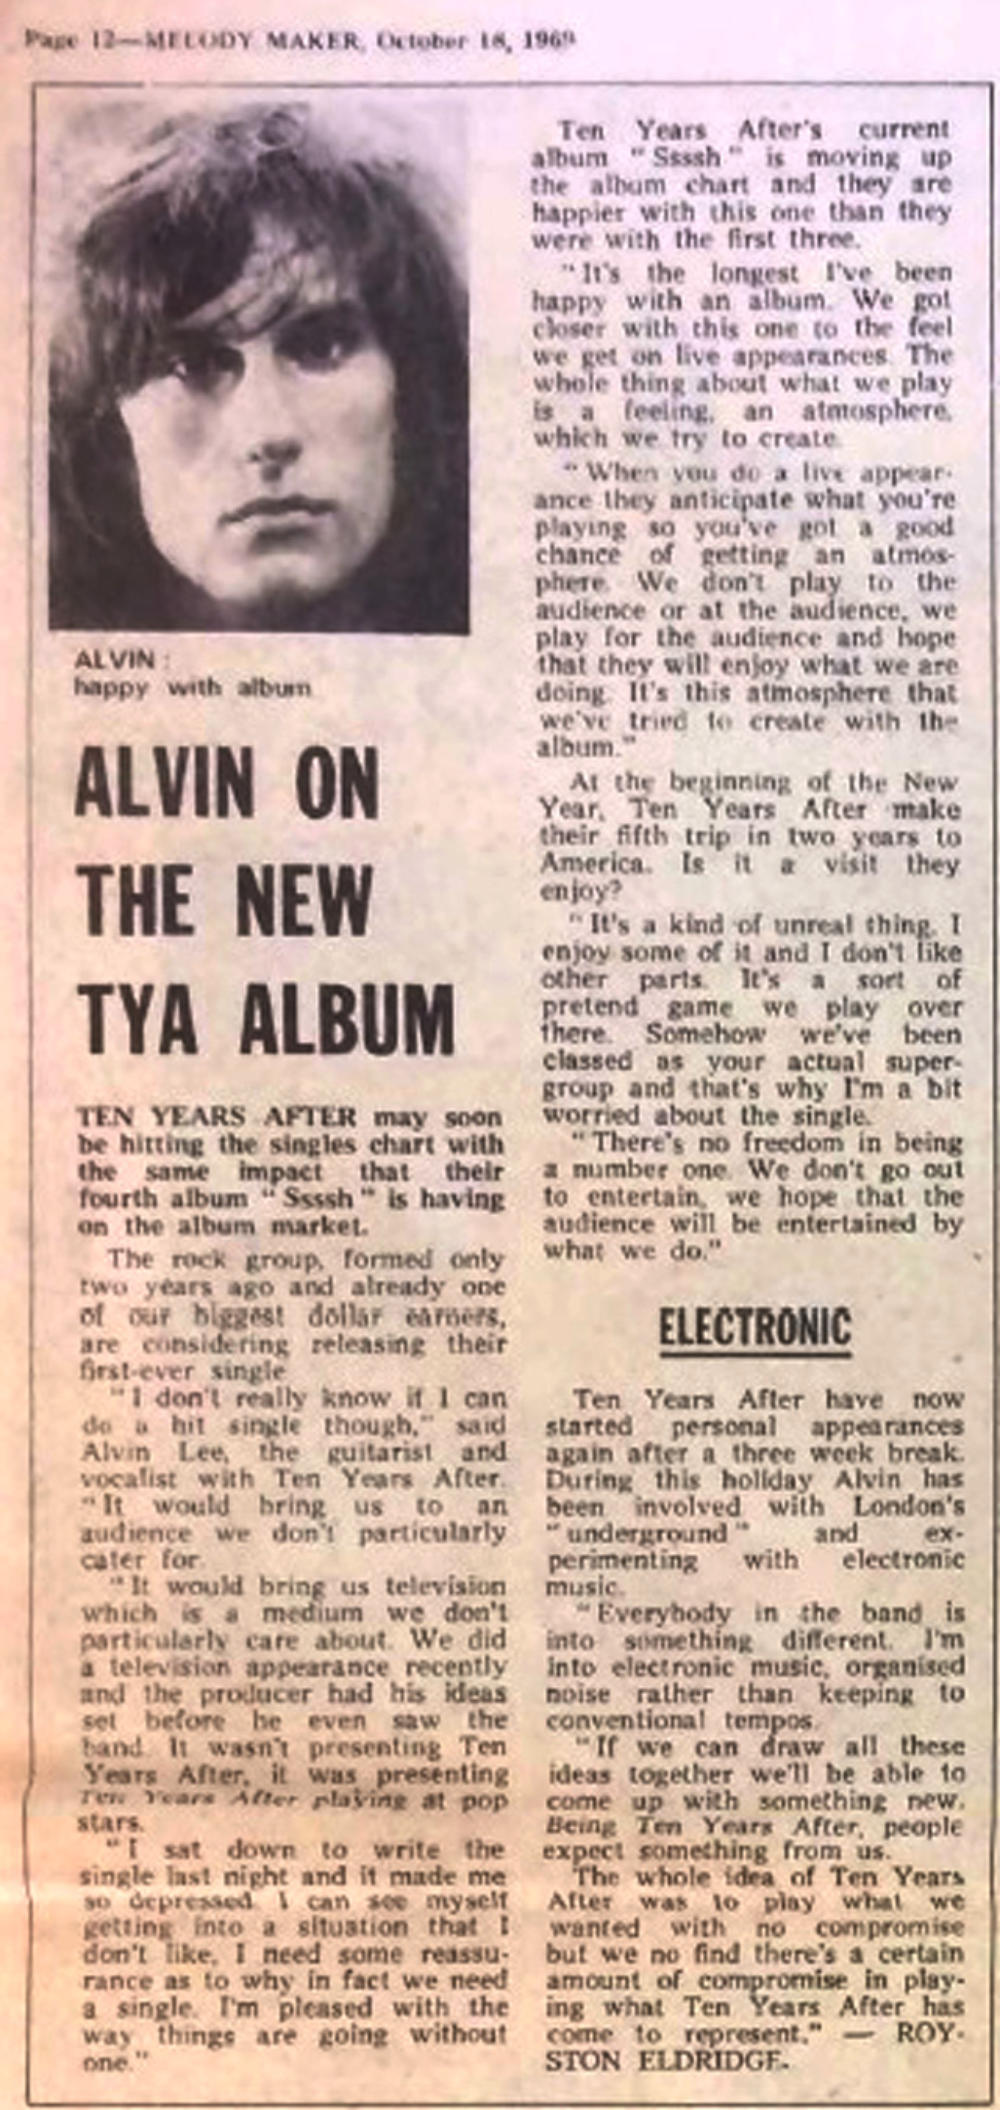 Page 12—MELODY MAKER, October 18, 1969
ALVIN:
happy with album
ALVIN ON
THE NEW
TYA ALBUM
TEN YEARS AFTER may soon
be hitting the singles chart with
the same impact that their
fourth album "Ssssh" is having
on the album market.
The rock group, formed only
two years ago and already one
of our biggest dollar earners,
are considering releasing their
first-ever single
"I don't really know if I can
do a hit single though," said
Alvin Lee, the guitarist and
vocalist with Ten Years After.
"It would bring us to an
audience we don't particularly
cater for.
"It would bring us television
which is a medium we don't
particularly care about. We did
a television appearance recently
and the producer had his ideas
set before he even saw the
band. It wasn't presenting Ten
Years After, it was presenting
Ten Years After playing at pop
stars.
"I sat down to write the
single last night and it made me
so depressed. I can see myself
getting into a situation that I
don't like, I need some reassu-
rance as to why in fact we need
a single. I'm pleased with the
way things are going without
one."
Ten Years After's current
album "Ssssh" is moving up
the album chart and they are
happier with this one than they
were with the first three.
"It's the longest I've been
happy with an album. We got
closer with this one to the feel
we get on live appearances. The
whole thing about what we play
is a feeling, an atmosphere,
which we try to create.
"When you do a live appear-
ance they anticipate what you're
playing so you've got a good
chance of getting an atmos-
phere. We don't play to the
audience or at the audience, we
play for the audience and hope
that they will enjoy what we are
doing. It's this atmosphere that
we've tried to create with the
album."
At the beginning of the New
Year, Ten Years After make
their fifth trip in two years to
America. Is it a visit they
enjoy?
"It's a kind of unreal thing. I
enjoy some of it and I don't like
other parts. It's a sort of
pretend game we play over
there. Somehow we've been
classed as your actual super-
group and that's why I'm a bit
worried about the single.
"There's no freedom in being
a number one. We don't go out
to entertain, we hope that the
audience will be entertained by
what we do."
ELECTRONIC
Ten Years After have now
started personal appearances
again after a three week break.
During this holiday Alvin has
been involved with London's
"underground" and ex-
perimenting with electronic
music.
"Everybody in the band is
into something different. I'm
into electronic music, organised
noise rather than keeping to
conventional tempos.
"If we can draw all these
ideas together we'll be able to
come up with something new.
Being Ten Years After, people
expect something from us.
The whole idea of Ten Years
After was to play what we
wanted with no compromise
but we no find there's a certain
amount of compromise in play-
ing what Ten Years After has
come to represent." — ROY-
STON ELDRIDGE.